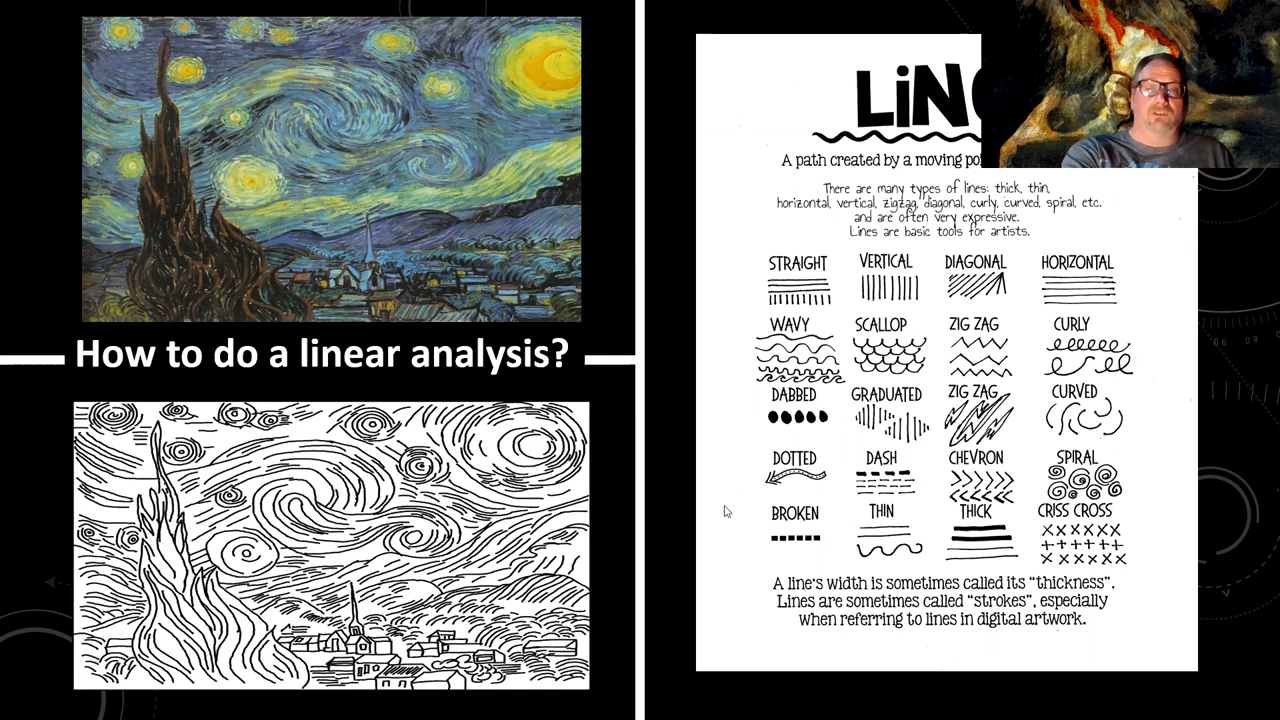 How to do a linear analysis?
LiN
A path created by a moving
There are many types of lines: thick, thin,
horizontal, vertical, zigzag, diagonal, curly, curved, spiral, etc.
and are often very expressive.
Lines are basic tools for artists.
STRAIGHT VERTICAL DIAGONAL HORIZONTAL
WAVY SCALLOP ZIG ZAG CURLY
DABBED GRADUATED ZIG ZAG CURVED
DOTTED DASH CHEVRON SPIRAL
BROKEN THIN THICK CRISS CROSS
A line's width is sometimes called its "thickness".
Lines are sometimes called "strokes", especially
when referring to lines in digital artwork.
06 08